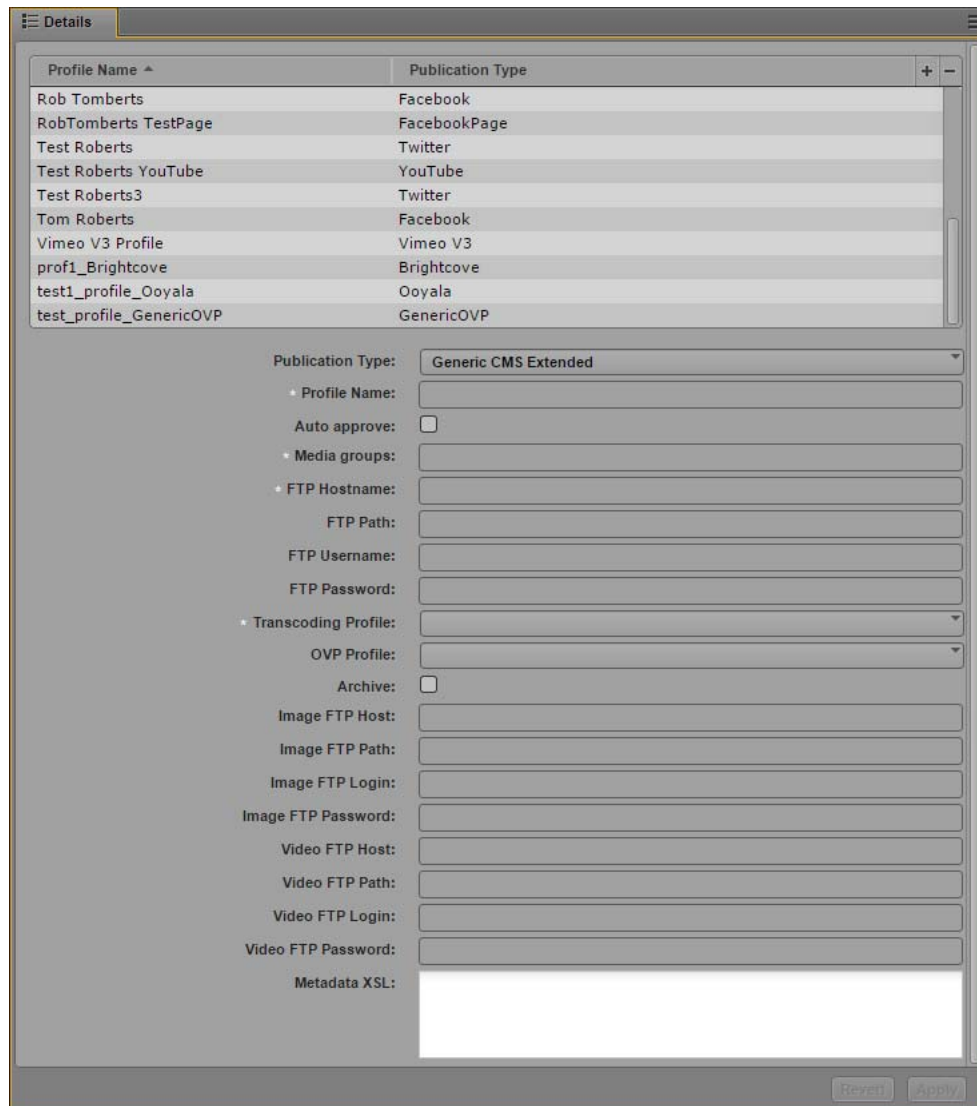 Details
Profile Name Publication Type + −
Rob Tomberts Facebook
RobTomberts TestPage FacebookPage
Test Roberts Twitter
Test Roberts YouTube YouTube
Test Roberts3 Twitter
Tom Roberts Facebook
Vimeo V3 Profile Vimeo V3
prof1_Brightcove Brightcove
test1_profile_Ooyala Ooyala
test_profile_GenericOVP GenericOVP
Publication Type: Generic CMS Extended
* Profile Name:
Auto approve:
* Media groups:
* FTP Hostname:
FTP Path:
FTP Username:
FTP Password:
* Transcoding Profile:
OVP Profile:
Archive:
Image FTP Host:
Image FTP Path:
Image FTP Login:
Image FTP Password:
Video FTP Host:
Video FTP Path:
Video FTP Login:
Video FTP Password:
Metadata XSL:
Revert Apply